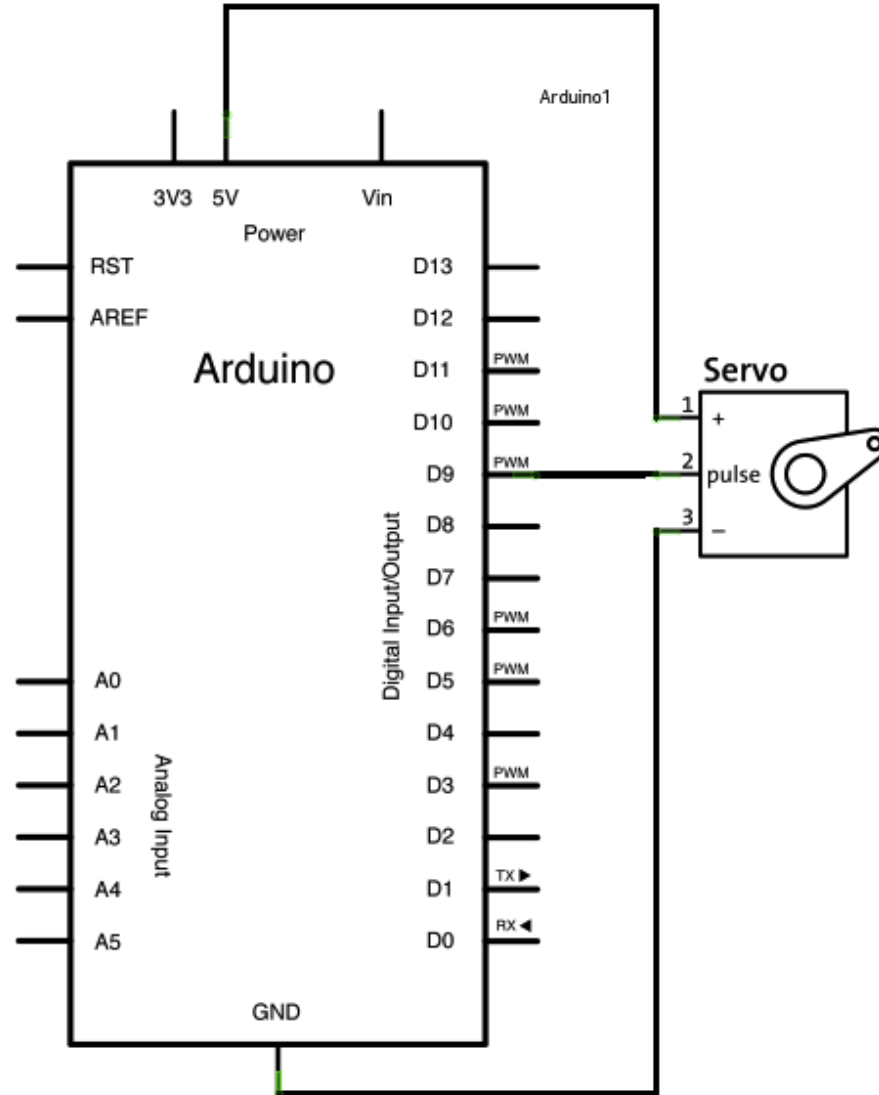 Arduino1
3V3 5V Vin
Power
RST
AREF
Arduino
D13
D12
D11 PWM
D10 PWM
D9 PWM
D8
D7
D6 PWM
D5 PWM
D4
D3 PWM
D2
D1 TX ▶
D0 RX ◀
Digital Input/Output
A0
A1
A2
A3
A4
A5
Analog Input
GND
Servo
1 +
2 pulse
3 −